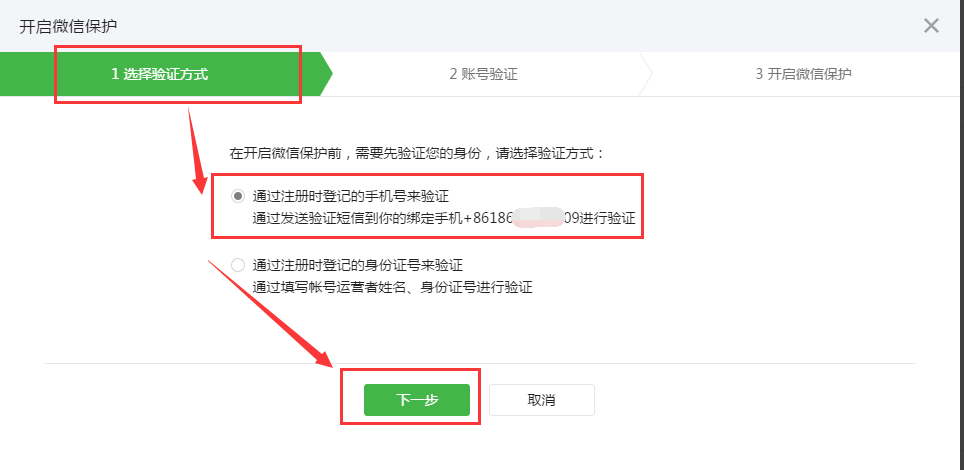 开启微信保护
1 选择验证方式
2 账号验证
3 开启微信保护
在开启微信保护前，需要先验证您的身份，请选择验证方式：
通过注册时登记的手机号来验证
通过发送验证短信到你的绑定手机+86186 09进行验证
通过注册时登记的身份证号来验证
通过填写帐号运营者姓名、身份证号进行验证
下一步
取消